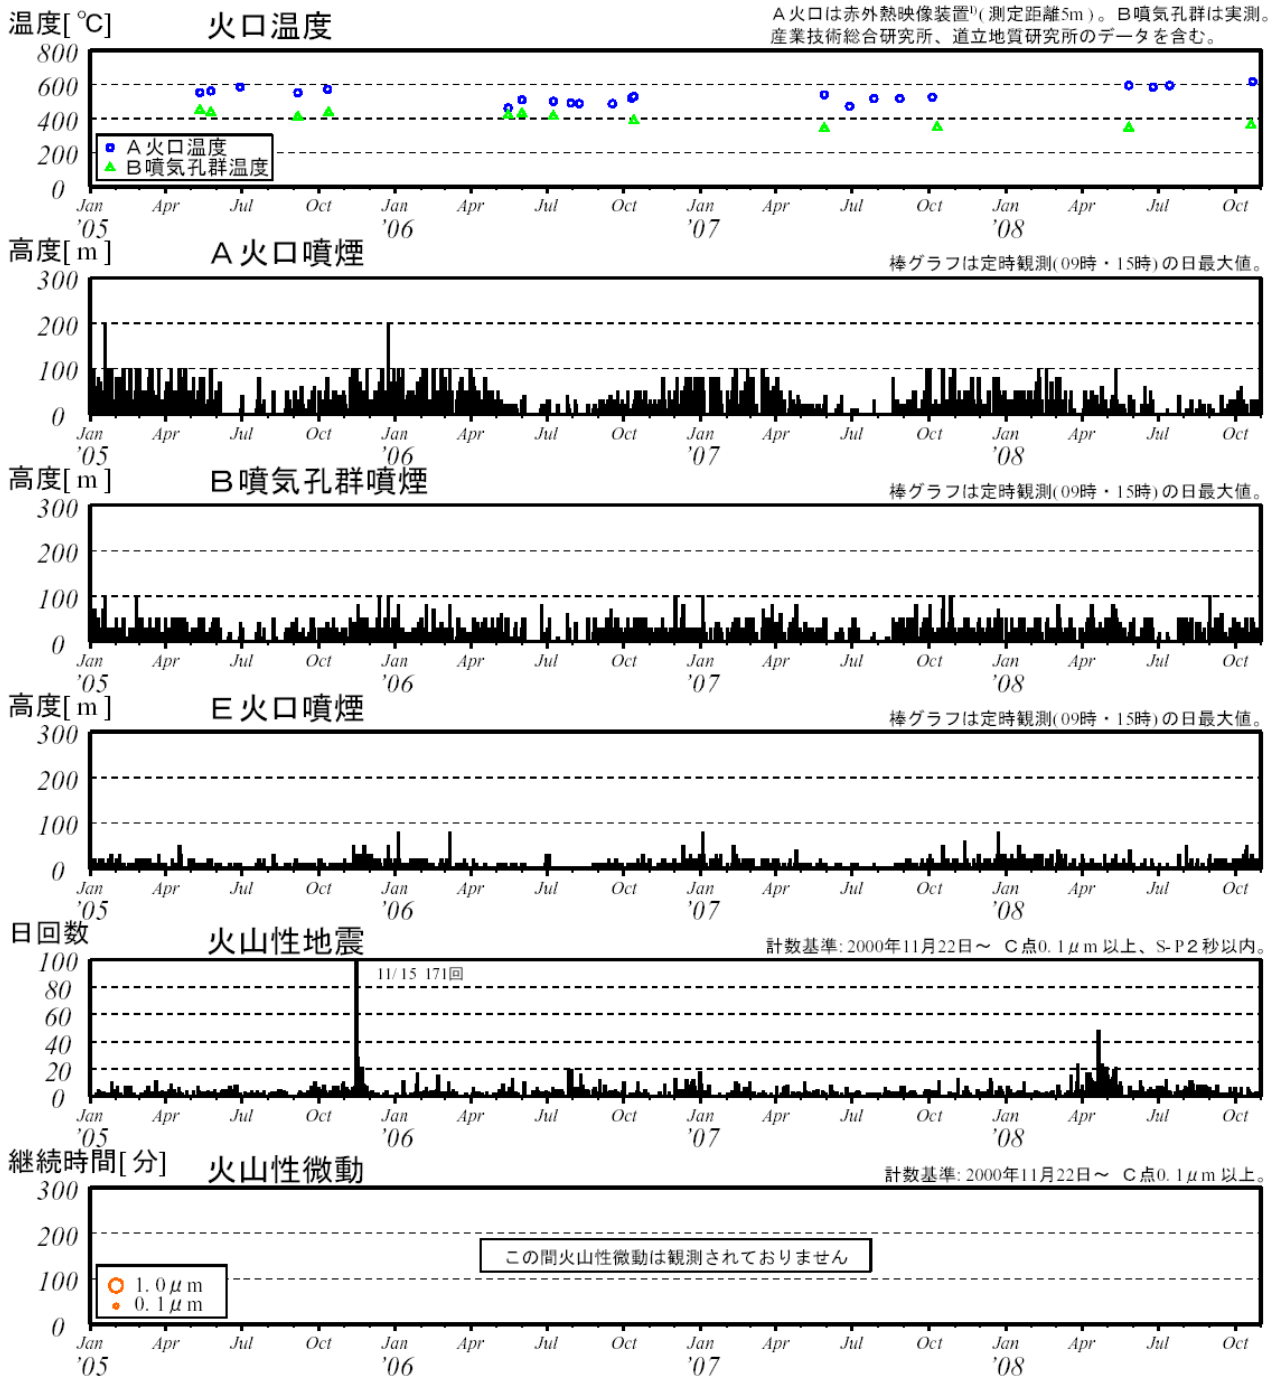 温度[℃]
火口温度
A火口は赤外熱映像装置¹⁾(測定距離5m)。B噴気孔群は実測。
産業技術総合研究所、道立地質研究所のデータを含む。
800
600
400
200
0
A火口温度
B噴気孔群温度
Jan Apr Jul Oct Jan Apr Jul Oct Jan Apr Jul Oct Jan Apr Jul Oct
'05 '06 '07 '08
高度[m]
A火口噴煙
棒グラフは定時観測(09時・15時)の日最大値。
300
200
100
0
Jan Apr Jul Oct Jan Apr Jul Oct Jan Apr Jul Oct Jan Apr Jul Oct
'05 '06 '07 '08
高度[m]
B噴気孔群噴煙
棒グラフは定時観測(09時・15時)の日最大値。
300
200
100
0
Jan Apr Jul Oct Jan Apr Jul Oct Jan Apr Jul Oct Jan Apr Jul Oct
'05 '06 '07 '08
高度[m]
E火口噴煙
棒グラフは定時観測(09時・15時)の日最大値。
300
200
100
0
Jan Apr Jul Oct Jan Apr Jul Oct Jan Apr Jul Oct Jan Apr Jul Oct
'05 '06 '07 '08
日回数
火山性地震
計数基準: 2000年11月22日～ C点0.1μm以上、S-P2秒以内。
100
80
60
40
20
0
11/15 171回
Jan Apr Jul Oct Jan Apr Jul Oct Jan Apr Jul Oct Jan Apr Jul Oct
'05 '06 '07 '08
継続時間[分]
火山性微動
計数基準: 2000年11月22日～ C点0.1μm以上。
300
200
100
0
この間火山性微動は観測されておりません
1.0μm
0.1μm
Jan Apr Jul Oct Jan Apr Jul Oct Jan Apr Jul Oct Jan Apr Jul Oct
'05 '06 '07 '08